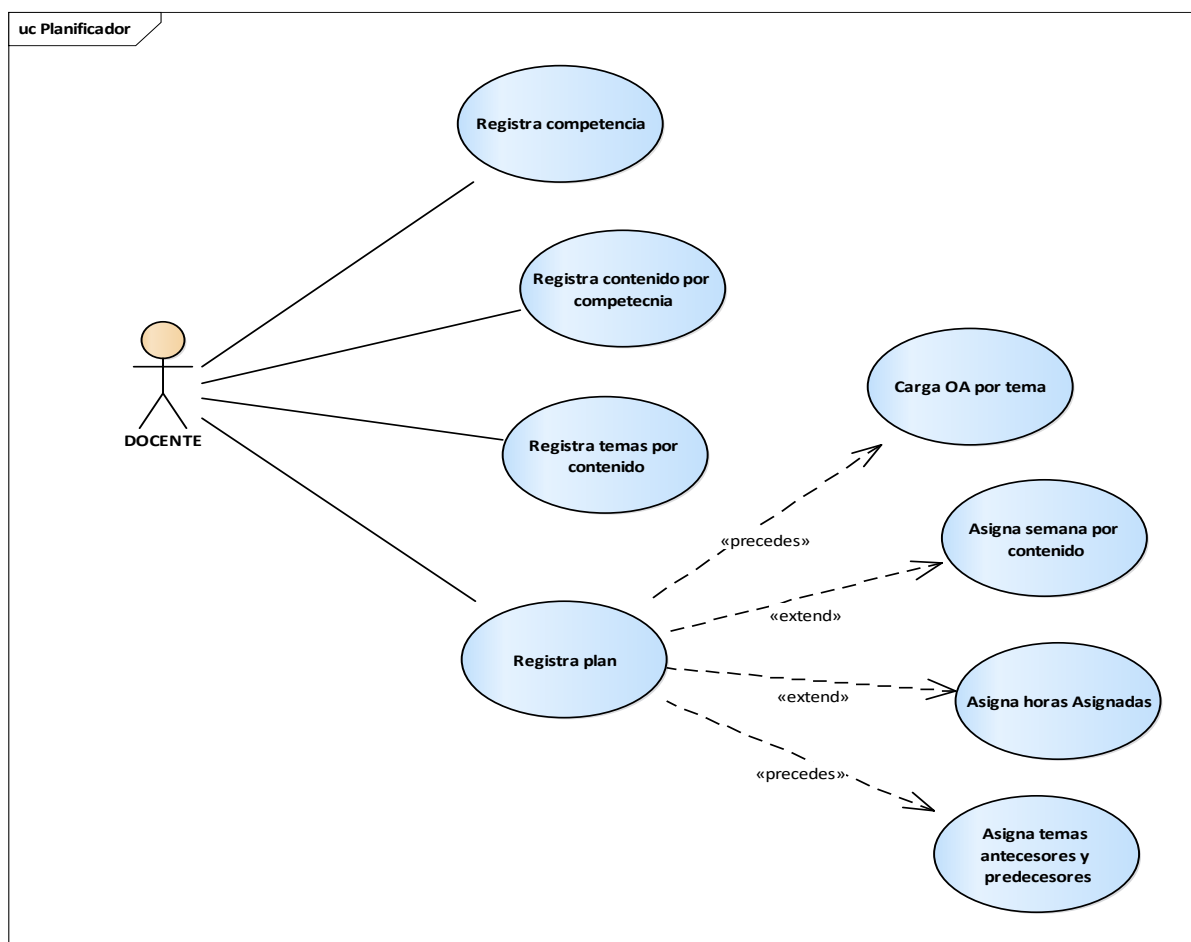 uc Planificador
Registra competencia
Registra contenido por
competecnia
Registra temas por
contenido
DOCENTE
Registra plan
Carga OA por tema
«precedes»
Asigna semana por
contenido
«extend»
Asigna horas Asignadas
«extend»
«precedes»
Asigna temas
antecesores y
predecesores